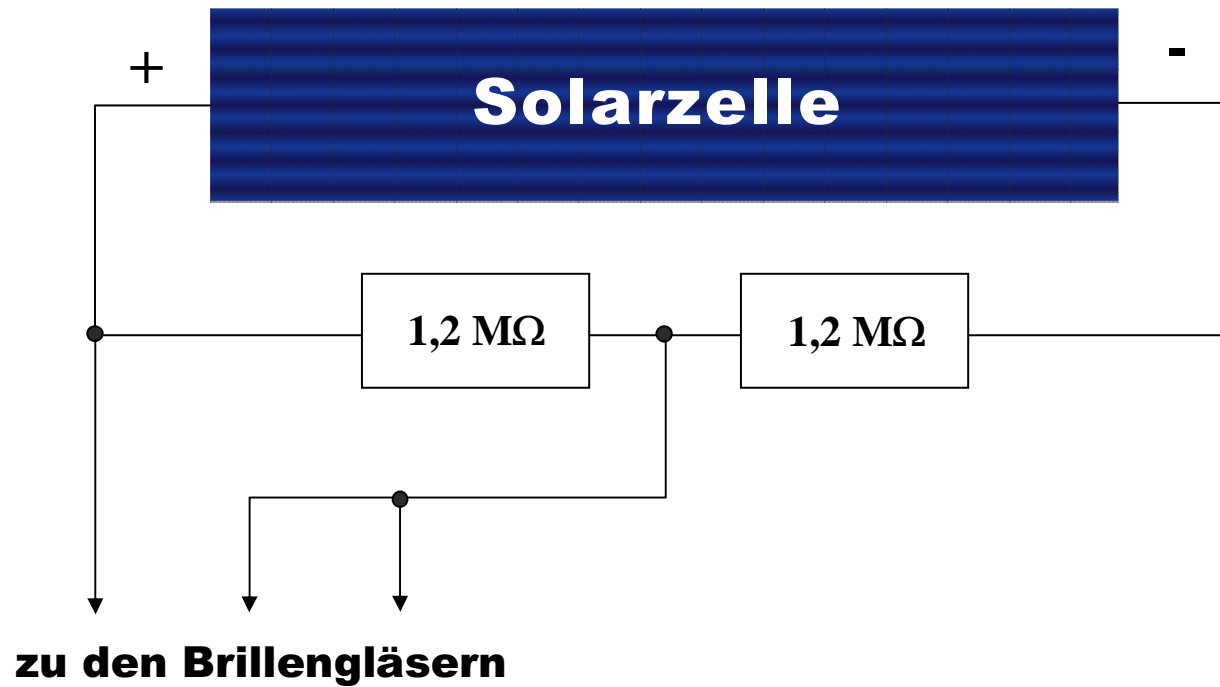 + -
Solarzelle
1,2 MΩ 1,2 MΩ
zu den Brillengläsern